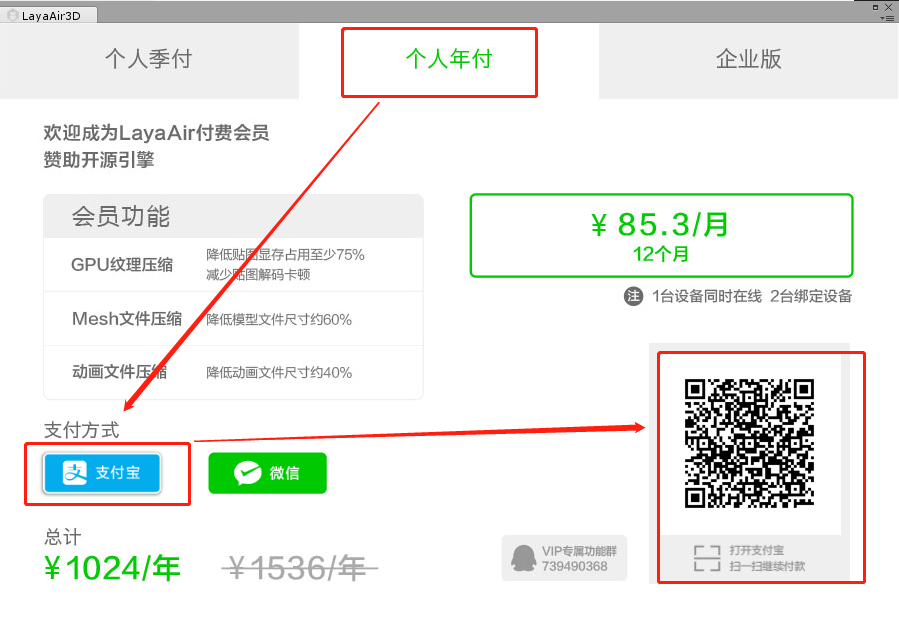 LayaAir3D
个人季付
个人年付
企业版
欢迎成为LayaAir付费会员
赞助开源引擎
会员功能
GPU纹理压缩
降低贴图显存占用至少75%
减少贴图解码卡顿
Mesh文件压缩
降低模型文件尺寸约60%
动画文件压缩
降低动画文件尺寸约40%
¥ 85.3/月
12个月
注 1台设备同时在线 2台绑定设备
支付方式
支 支付宝
微信
总计
¥1024/年
¥1536/年
VIP专属功能群
739490368
打开支付宝
扫一扫继续付款